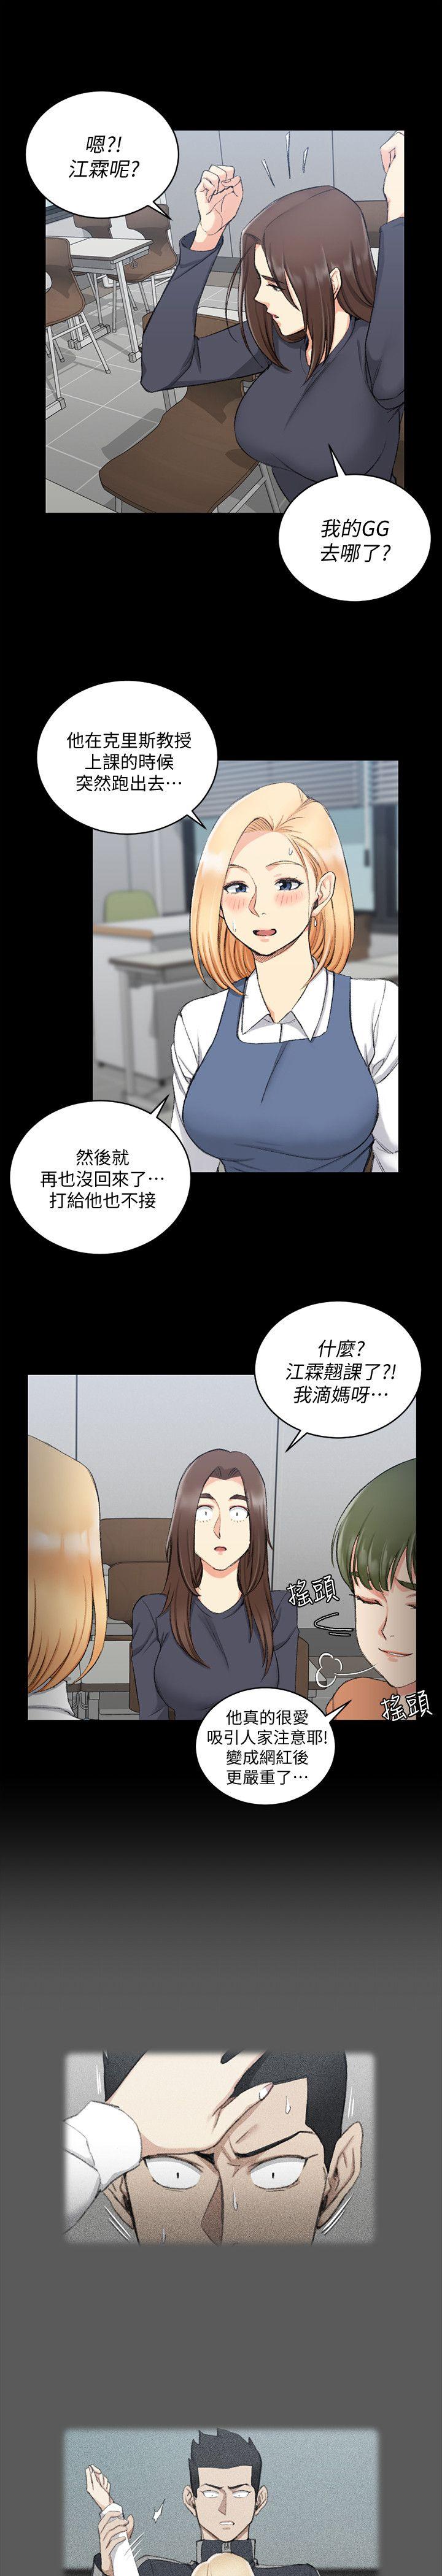 嗯?!
江霖呢?
我的GG
去哪了?
他在克里斯教授
上課的時候
突然跑出去…
然後就
再也沒回來了…
打給他也不接
什麼?
江霖翹課了?!
我滴媽呀…
搖頭
搖頭
他真的很愛
吸引人家注意耶!
變成網紅後
更嚴重了…